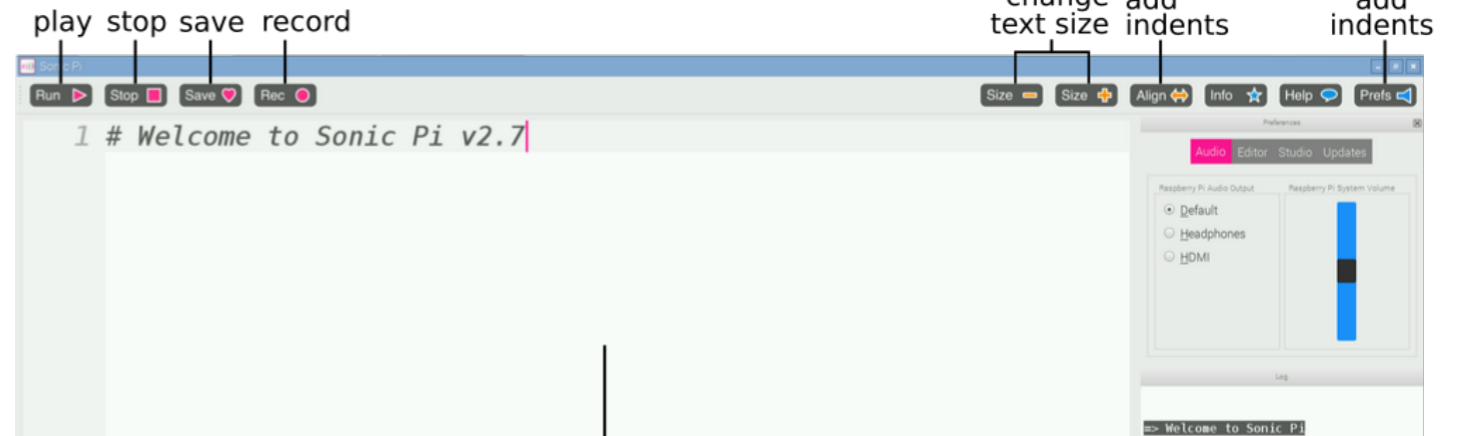 change add add
play stop save record text size indents indents
Sonic Pi
Run Stop Save Rec Size Size Align Info Help Prefs
Preferences
1 # Welcome to Sonic Pi v2.7
Audio Editor Studio Updates
Raspberry Pi Audio Output Raspberry Pi System Volume
Default
Headphones
HDMI
Log
=> Welcome to Sonic Pi